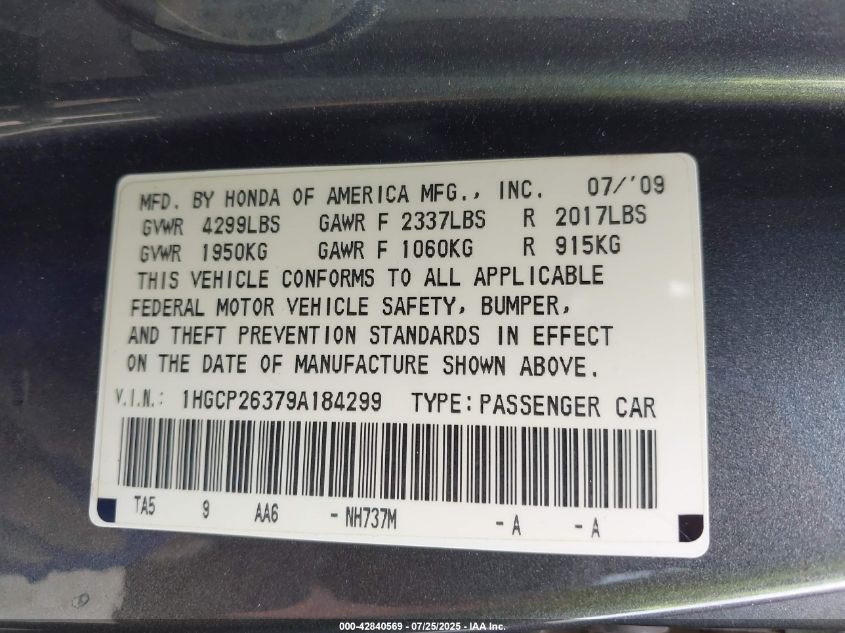 MFD. BY HONDA OF AMERICA MFG., INC. 07/'09
GVWR 4299LBS GAWR F 2337LBS R 2017LBS
GVWR 1950KG GAWR F 1060KG R 915KG
THIS VEHICLE CONFORMS TO ALL APPLICABLE
FEDERAL MOTOR VEHICLE SAFETY, BUMPER,
AND THEFT PREVENTION STANDARDS IN EFFECT
ON THE DATE OF MANUFACTURE SHOWN ABOVE.
V.I.N.: 1HGCP26379A184299 TYPE:PASSENGER CAR
TA5 9 AA6 -NH737M -A -A
000-42840569 - 07/25/2025 - IAA Inc.